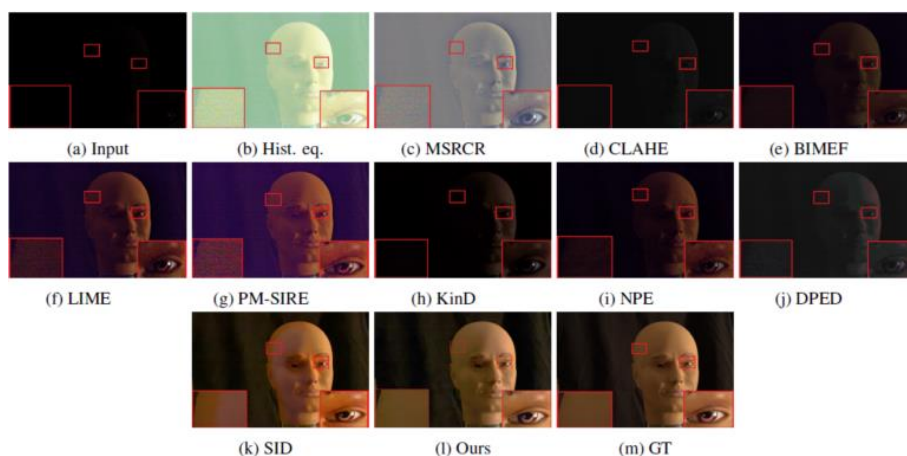 (a) Input
(b) Hist. eq.
(c) MSRCR
(d) CLAHE
(e) BIMEF
(f) LIME
(g) PM-SIRE
(h) KinD
(i) NPE
(j) DPED
(k) SID
(l) Ours
(m) GT